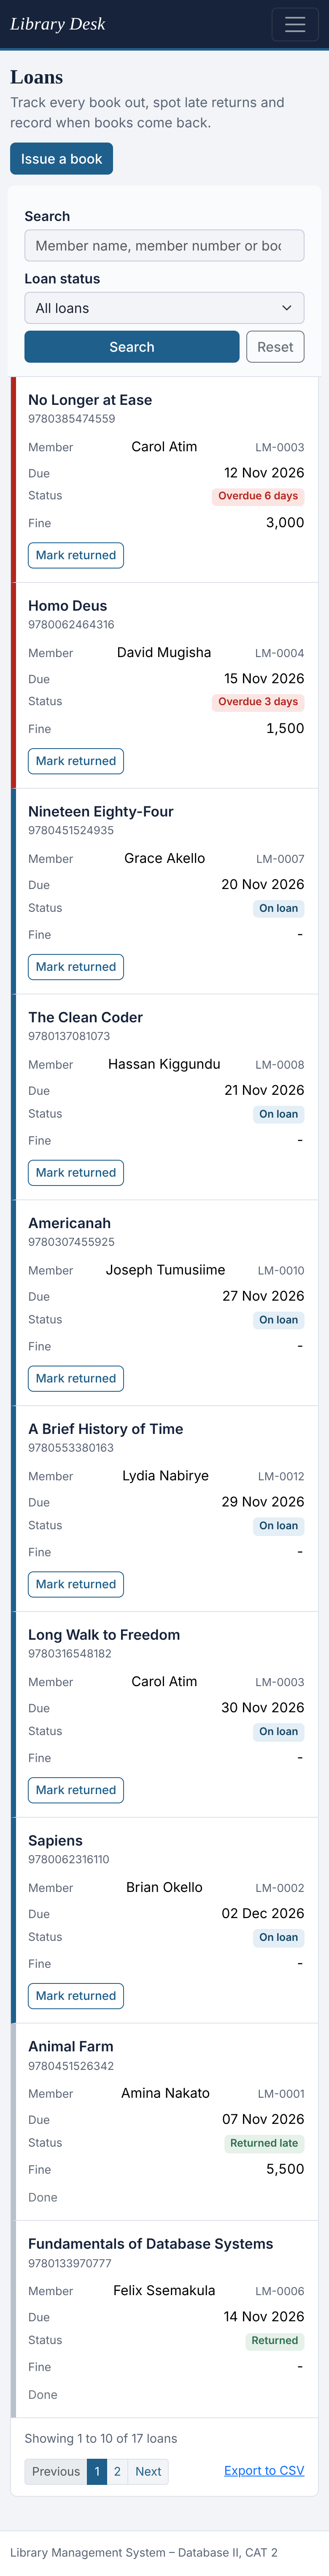 Library Desk
Loans
Track every book out, spot late returns and
record when books come back.
Issue a book
Search
Member name, member number or boo
Loan status
All loans
Search Reset
No Longer at Ease
9780385474559
Member Carol Atim LM-0003
Due 12 Nov 2026
Status Overdue 6 days
Fine 3,000
Mark returned
Homo Deus
9780062464316
Member David Mugisha LM-0004
Due 15 Nov 2026
Status Overdue 3 days
Fine 1,500
Mark returned
Nineteen Eighty-Four
9780451524935
Member Grace Akello LM-0007
Due 20 Nov 2026
Status On loan
Fine -
Mark returned
The Clean Coder
9780137081073
Member Hassan Kiggundu LM-0008
Due 21 Nov 2026
Status On loan
Fine -
Mark returned
Americanah
9780307455925
Member Joseph Tumusiime LM-0010
Due 27 Nov 2026
Status On loan
Fine -
Mark returned
A Brief History of Time
9780553380163
Member Lydia Nabirye LM-0012
Due 29 Nov 2026
Status On loan
Fine -
Mark returned
Long Walk to Freedom
9780316548182
Member Carol Atim LM-0003
Due 30 Nov 2026
Status On loan
Fine -
Mark returned
Sapiens
9780062316110
Member Brian Okello LM-0002
Due 02 Dec 2026
Status On loan
Fine -
Mark returned
Animal Farm
9780451526342
Member Amina Nakato LM-0001
Due 07 Nov 2026
Status Returned late
Fine 5,500
Done
Fundamentals of Database Systems
9780133970777
Member Felix Ssemakula LM-0006
Due 14 Nov 2026
Status Returned
Fine -
Done
Showing 1 to 10 of 17 loans
Previous 1 2 Next Export to CSV
Library Management System – Database II, CAT 2